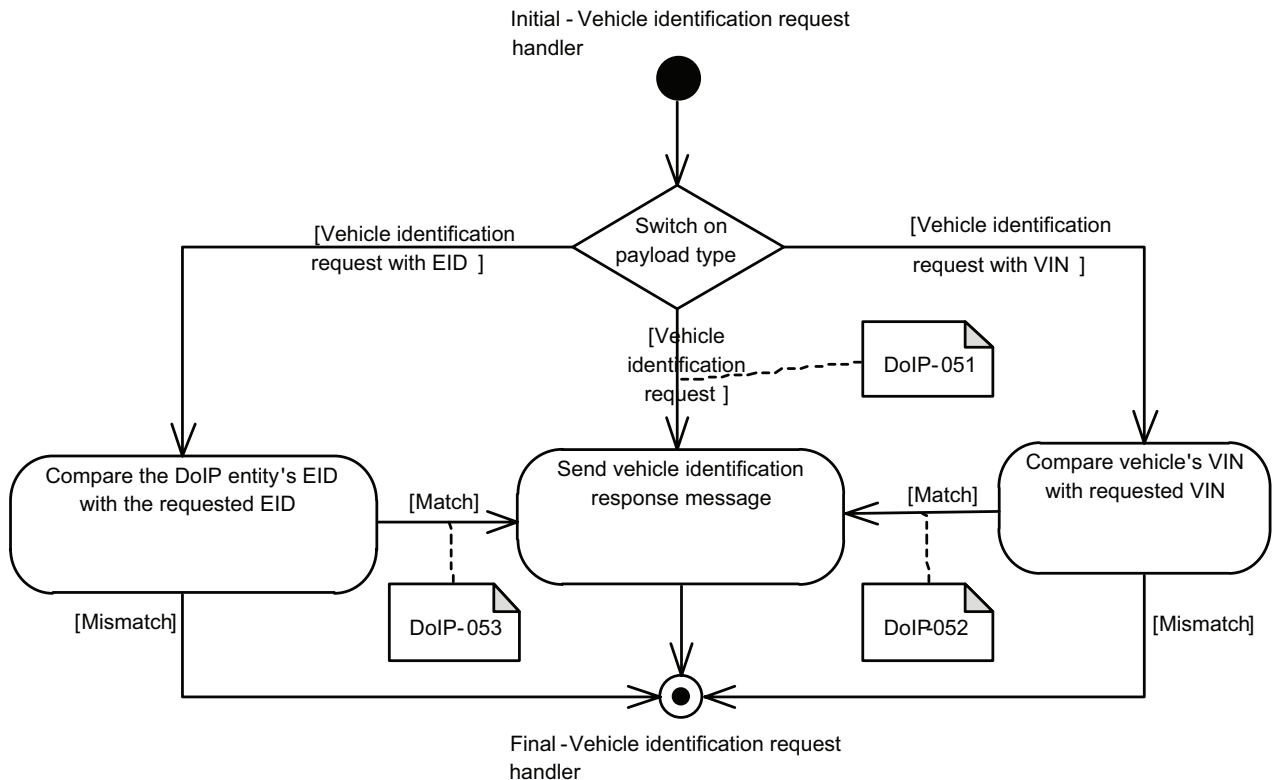 Initial - Vehicle identification request
handler
Switch on
payload type
[Vehicle identification
request with EID ]
[Vehicle identification
request with VIN ]
[Vehicle
identification
request ]
DoIP-051
Compare the DoIP entity's EID
with the requested EID
[Match]
Send vehicle identification
response message
[Match]
Compare vehicle's VIN
with requested VIN
[Mismatch]
DoIP-053
DoIP-052
[Mismatch]
Final - Vehicle identification request
handler